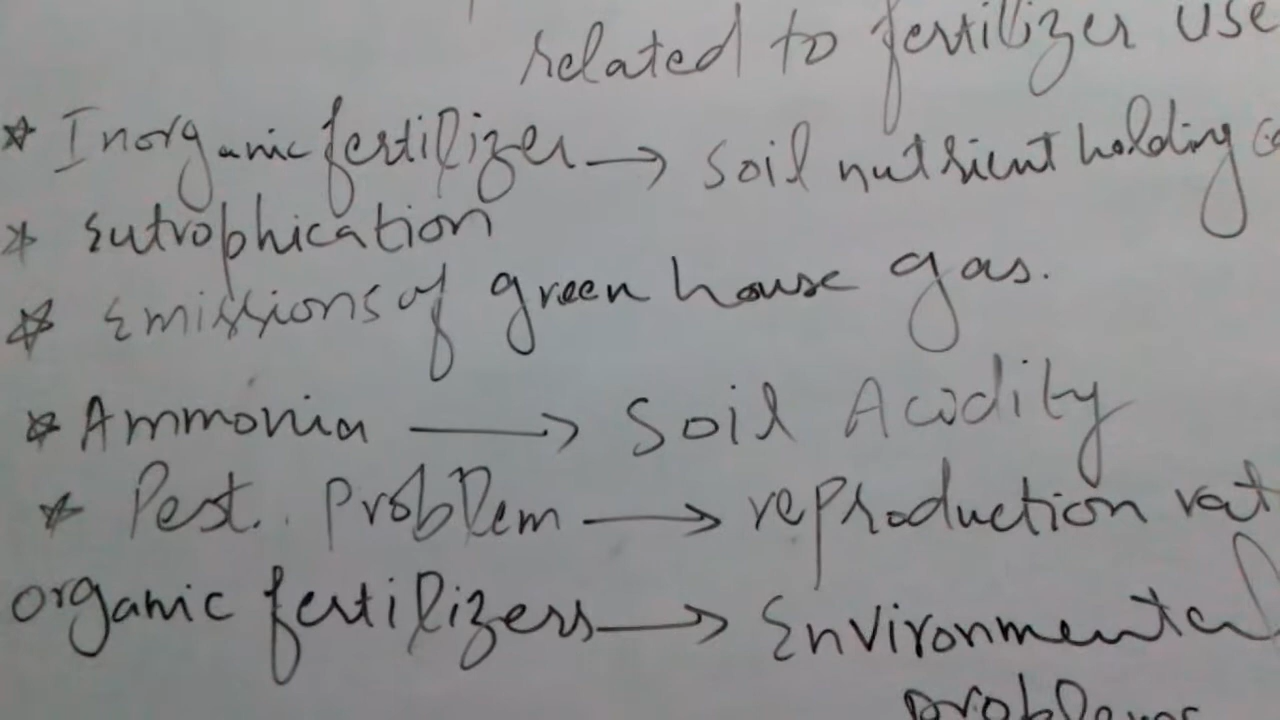 related to fertilizer use
* Inorganic fertilizer → soil nutrient holding
* Eutrophication
* Emissions of green house gas.
* Ammonia → Soil Acidity
* Pest. problem → reproduction rat
organic fertilizers → Environmental
problems